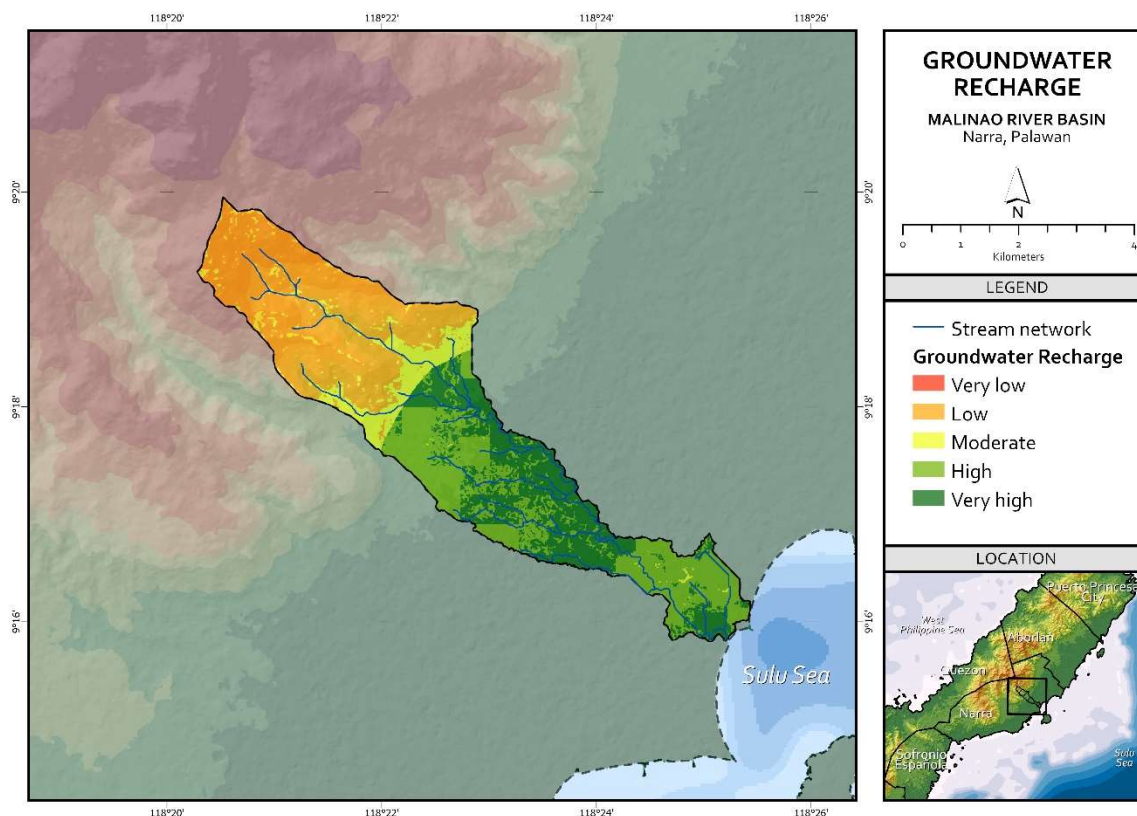 118°20'
118°22'
118°24'
118°26'
9°20'
9°20'
9°18'
9°18'
9°16'
9°16'
Sulu Sea
118°20'
118°22'
118°24'
118°26'
GROUNDWATER
RECHARGE
MALINAO RIVER BASIN
Narra, Palawan
N
0 1 2 4
Kilometers
LEGEND
Stream network
Groundwater Recharge
Very low
Low
Moderate
High
Very high
LOCATION
Puerto Princesa
City
West
Philippine Sea
Aborlan
Quezon
Narra
Sofronio
Española
Sulu
Sea